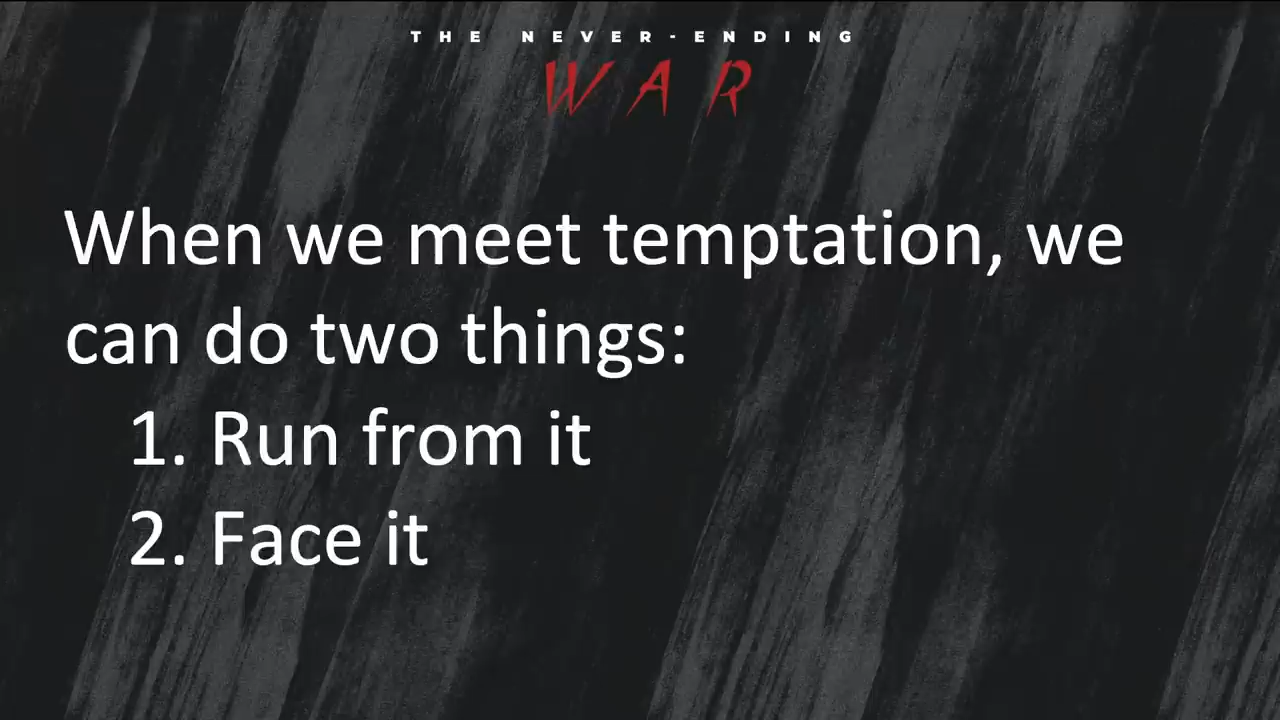 THE NEVER-ENDING
WAR
When we meet temptation, we
can do two things:
1. Run from it
2. Face it